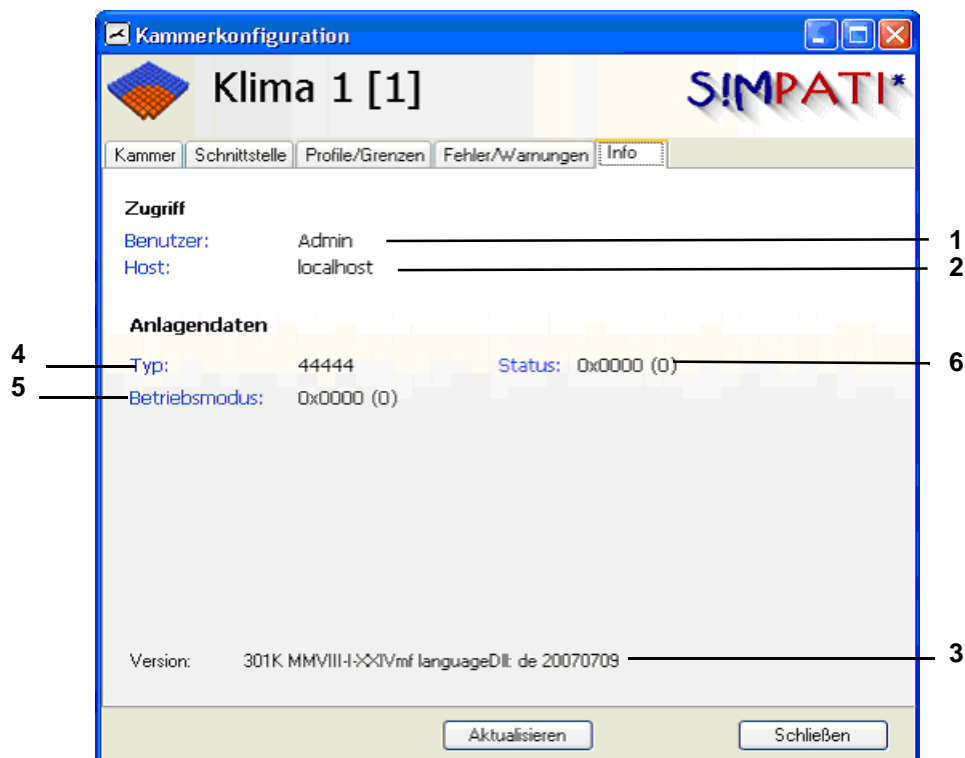 Kammerkonfiguration
Klima 1 [1]
S!MPATI*
Kammer Schnittstelle Profile/Grenzen Fehler/Warnungen Info
Zugriff
Benutzer: Admin 1
Host: localhost 2
Anlagendaten
4 Typ: 44444 Status: 0x0000 (0) 6
5 Betriebsmodus: 0x0000 (0)
Version: 301K MMVIII-I-XXIVmf languageDll: de 20070709 3
Aktualisieren Schließen